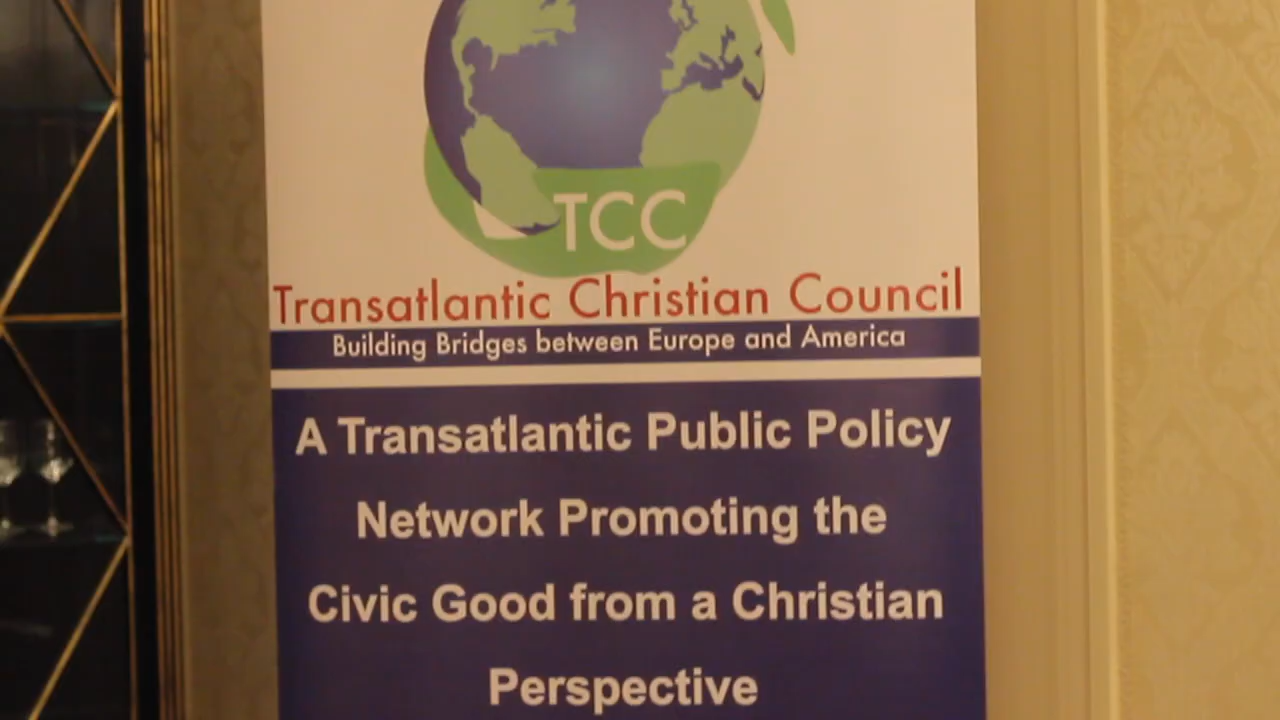 TCC
Transatlantic Christian Council
Building Bridges between Europe and America
A Transatlantic Public Policy
Network Promoting the
Civic Good from a Christian
Perspective